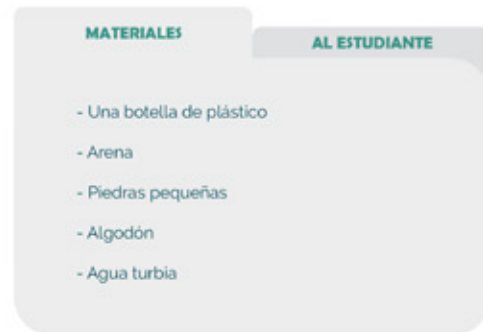 MATERIALES
AL ESTUDIANTE
- Una botella de plástico
- Arena
- Piedras pequeñas
- Algodón
- Agua turbia